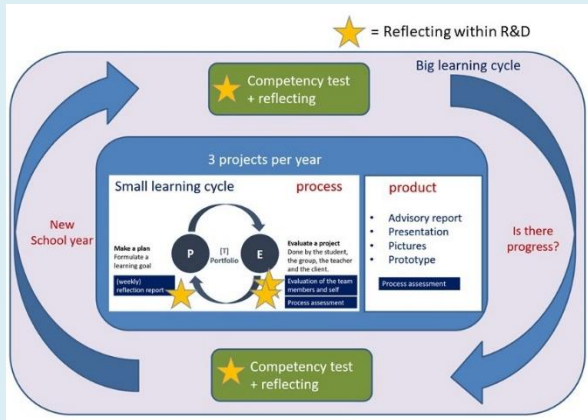 = Reflecting within R&D
Big learning cycle
Competency test
+ reflecting
3 projects per year
Small learning cycle
process
Make a plan
Formulate a
learning goal
(weekly)
reflection report
P
[T]
Portfolio
E
Evaluate a project
Done by the student,
the group, the teacher
and the client.
Evaluation of the team
members and self
Process assessment
product
• Advisory report
• Presentation
• Pictures
• Prototype
Process assessment
New
School year
Is there
progress?
Competency test
+ reflecting